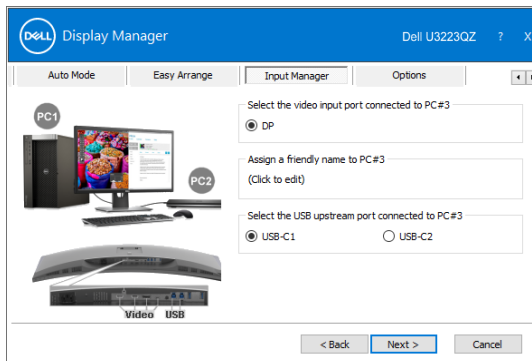 DELL Display Manager
Dell U3223QZ ? X
Auto Mode Easy Arrange Input Manager Options
PC1
PC2
Video USB
Select the video input port connected to PC#3
DP
Assign a friendly name to PC#3
(Click to edit)
Select the USB upstream port connected to PC#3
USB-C1 USB-C2
< Back Next > Cancel